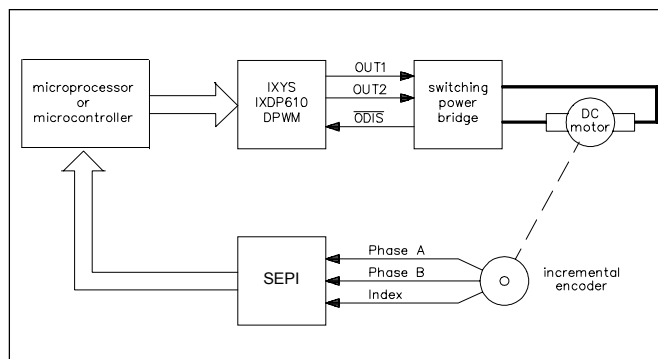 microprocessor
or
microcontroller
IXYS
IXDP610
DPWM
OUT1
OUT2
ODIS
switching
power
bridge
DC
motor
SEPI
Phase A
Phase B
Index
incremental
encoder